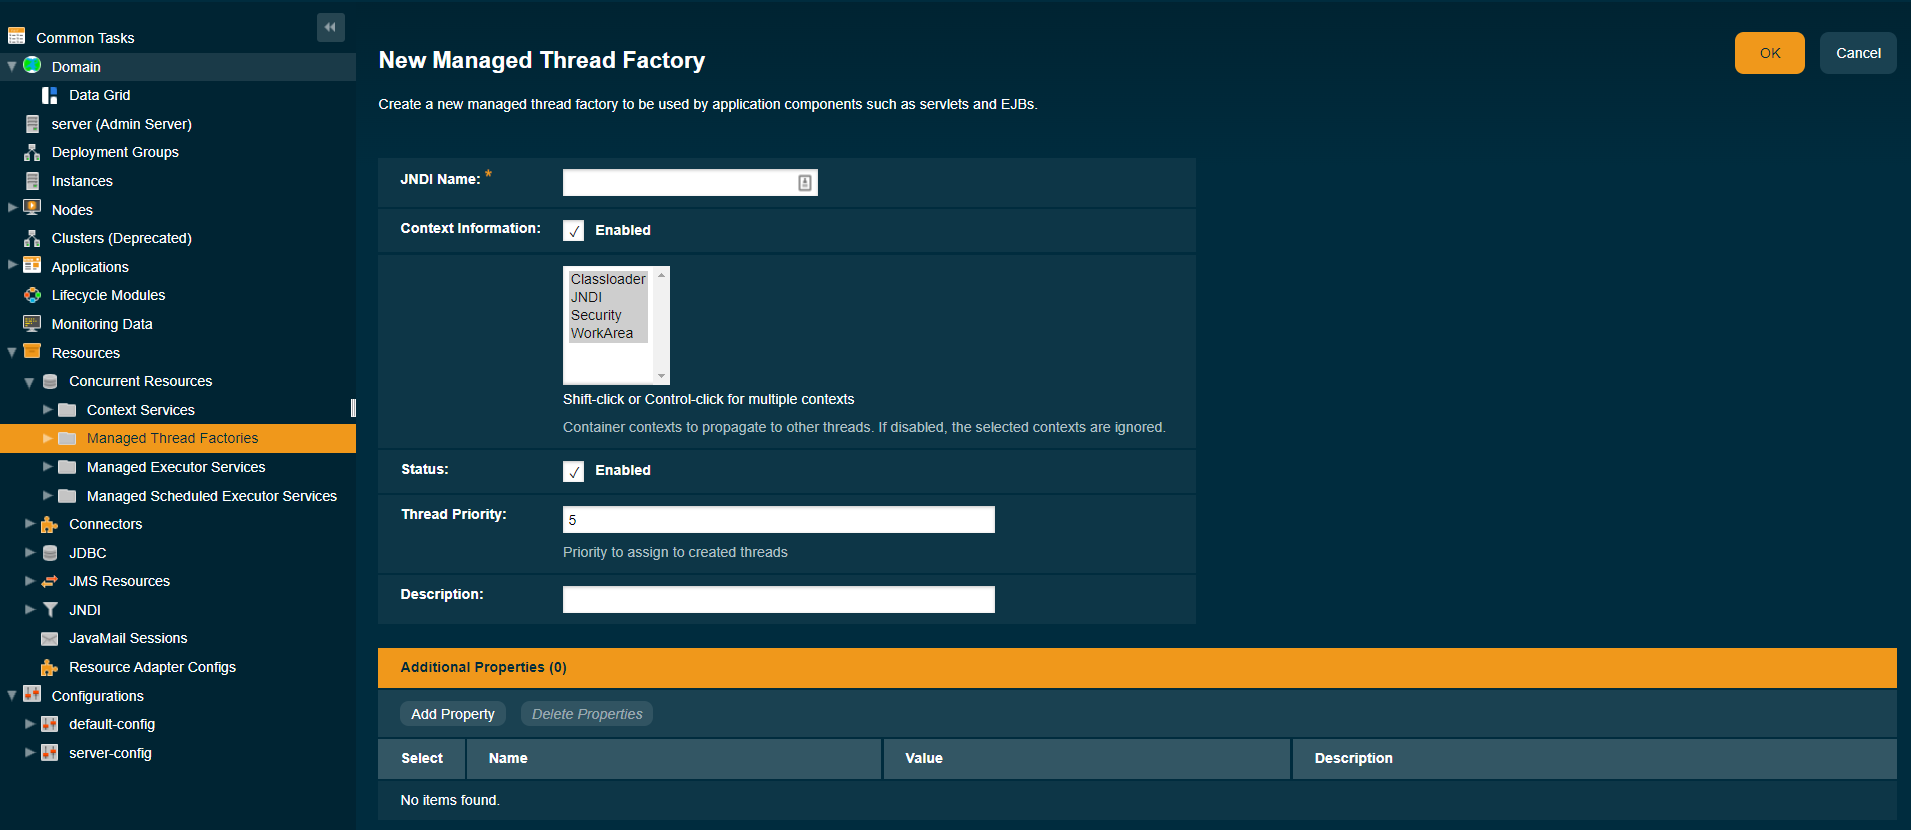 Common Tasks
Domain
Data Grid
server (Admin Server)
Deployment Groups
Instances
Nodes
Clusters (Deprecated)
Applications
Lifecycle Modules
Monitoring Data
Resources
Concurrent Resources
Context Services
Managed Thread Factories
Managed Executor Services
Managed Scheduled Executor Services
Connectors
JDBC
JMS Resources
JNDI
JavaMail Sessions
Resource Adapter Configs
Configurations
default-config
server-config
New Managed Thread Factory
OK Cancel
Create a new managed thread factory to be used by application components such as servlets and EJBs.
JNDI Name: *
Context Information: Enabled
Classloader
JNDI
Security
WorkArea
Shift-click or Control-click for multiple contexts
Container contexts to propagate to other threads. If disabled, the selected contexts are ignored.
Status: Enabled
Thread Priority: 5
Priority to assign to created threads
Description:
Additional Properties (0)
Add Property Delete Properties
Select Name Value Description
No items found.